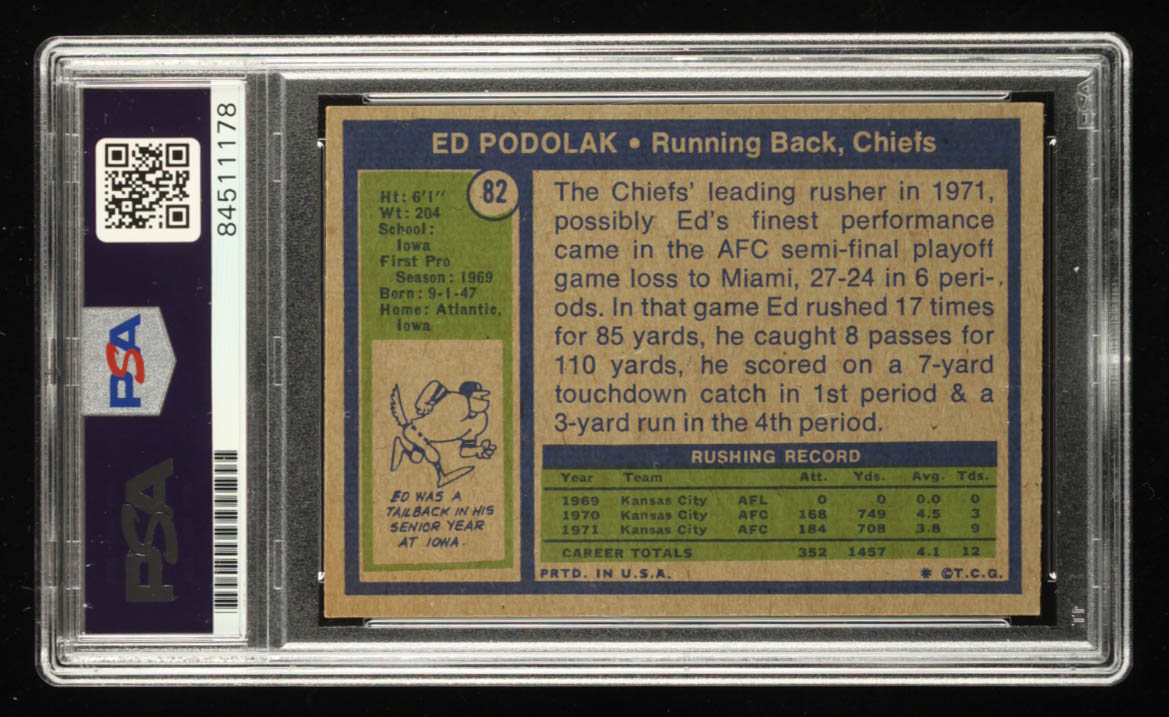 84511178
PSA
PSA
ED PODOLAK • Running Back, Chiefs
82
Ht: 6'1"
Wt: 204
School:
Iowa
First Pro
Season: 1969
Born: 9-1-47
Home: Atlantic,
Iowa
ED WAS A
TAILBACK IN HIS
SENIOR YEAR
AT IOWA.
The Chiefs' leading rusher in 1971,
possibly Ed's finest performance
came in the AFC semi-final playoff
game loss to Miami, 27-24 in 6 peri-
ods. In that game Ed rushed 17 times
for 85 yards, he caught 8 passes for
110 yards, he scored on a 7-yard
touchdown catch in 1st period & a
3-yard run in the 4th period.
RUSHING RECORD
Year Team Att. Yds. Avg. Tds.
1969 Kansas City AFL 0 0 0.0 0
1970 Kansas City AFC 168 749 4.5 3
1971 Kansas City AFC 184 708 3.8 9
CAREER TOTALS 352 1457 4.1 12
PRTD. IN U.S.A. * ©T.C.G.
PSA